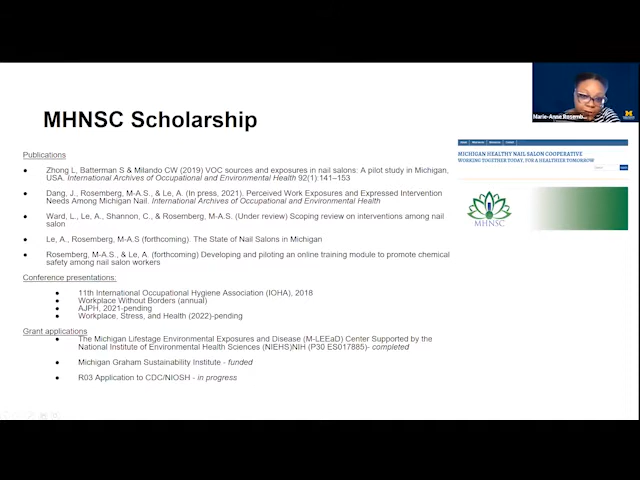 Marie-Anne Rosemb...
MHNSC Scholarship
MICHIGAN HEALTHY NAIL SALON COOPERATIVE
WORKING TOGETHER TODAY, FOR A HEALTHIER TOMORROW
MHNSC
Publications
● Zhong L, Batterman S & Milando CW (2019) VOC sources and exposures in nail salons: A pilot study in Michigan,
USA. International Archives of Occupational and Environmental Health 92(1):141–153
● Dang, J., Rosemberg, M-A.S., & Le, A. (In press, 2021). Perceived Work Exposures and Expressed Intervention
Needs Among Michigan Nail. International Archives of Occupational and Environmental Health
● Ward, L., Le, A., Shannon, C., & Rosemberg, M-A.S. (Under review) Scoping review on interventions among nail
salon
● Le, A., Rosemberg, M-A.S (forthcoming). The State of Nail Salons in Michigan
● Rosemberg, M-A.S., & Le, A. (forthcoming) Developing and piloting an online training module to promote chemical
safety among nail salon workers
Conference presentations:
● 11th International Occupational Hygiene Association (IOHA), 2018
● Workplace Without Borders (annual)
● AJPH, 2021-pending
● Workplace, Stress, and Health (2022)-pending
Grant applications
● The Michigan Lifestage Environmental Exposures and Disease (M-LEEaD) Center Supported by the
National Institute of Environmental Health Sciences (NIEHS)NIH (P30 ES017885)- completed
● Michigan Graham Sustainability Institute - funded
● R03 Application to CDC/NIOSH - in progress